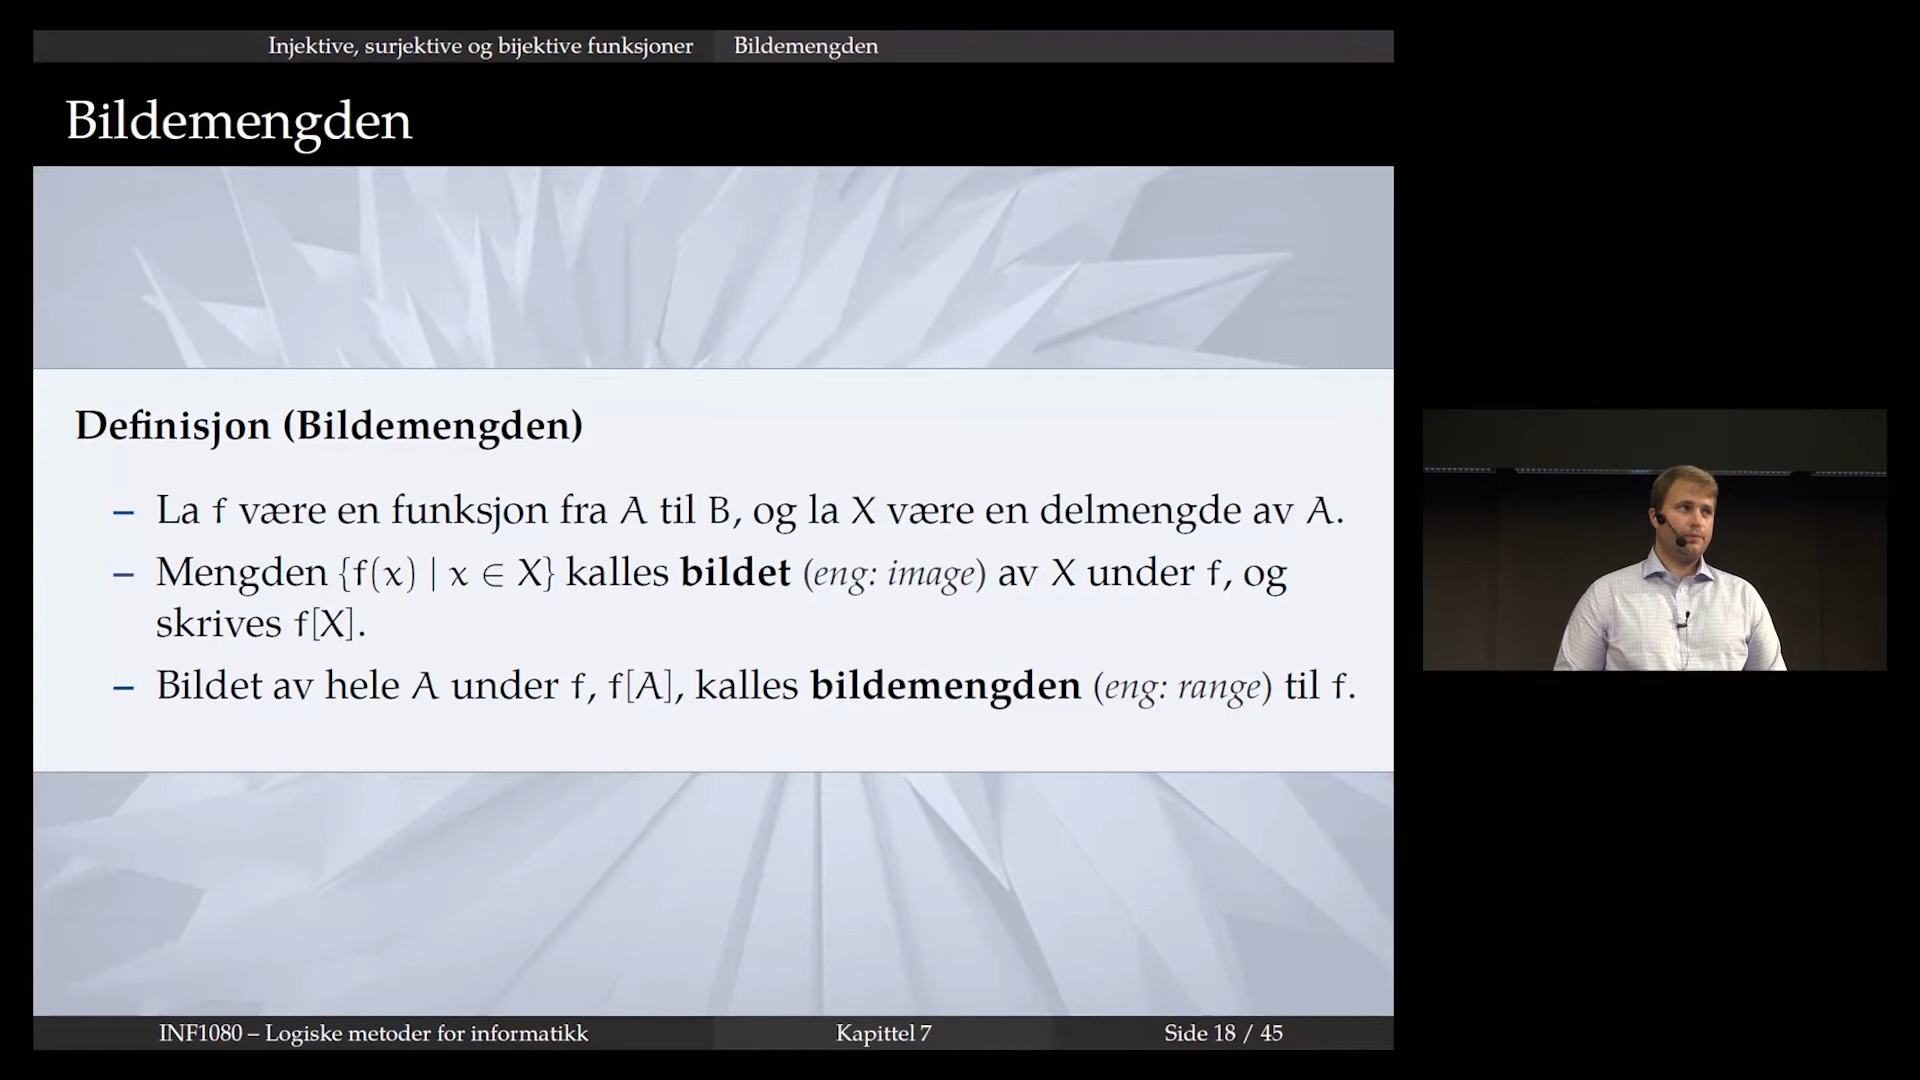 Injektive, surjektive og bijektive funksjoner Bildemengden
Bildemengden
Definisjon (Bildemengden)
– La f være en funksjon fra A til B, og la X være en delmengde av A.
– Mengden {f(x) | x ∈ X} kalles bildet (eng: image) av X under f, og
skrives f[X].
– Bildet av hele A under f, f[A], kalles bildemengden (eng: range) til f.
INF1080 – Logiske metoder for informatikk Kapittel 7 Side 18 / 45